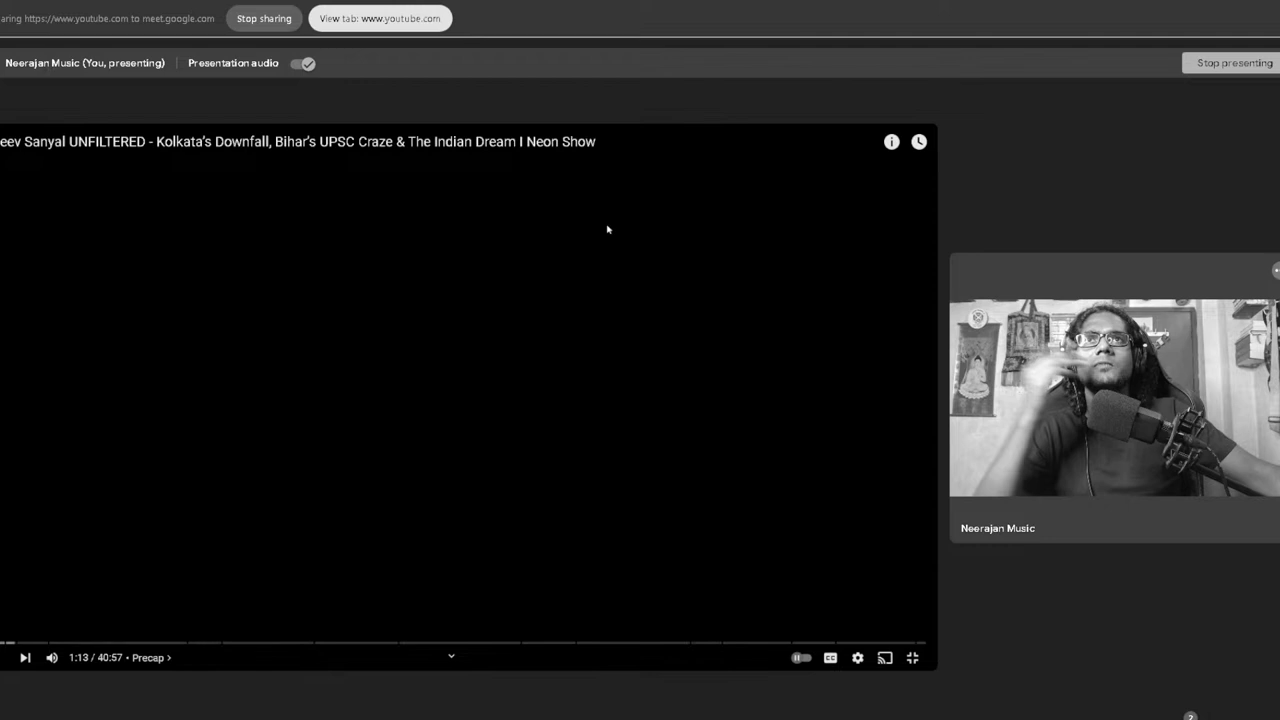 aring https://www.youtube.com to meet.google.com
Stop sharing
View tab: www.youtube.com
Neerajan Music (You, presenting)
Presentation audio
Stop presenting
eev Sanyal UNFILTERED - Kolkata's Downfall, Bihar's UPSC Craze & The Indian Dream I Neon Show
Neerajan Music
1:13 / 40:57 • Precap ›
CC